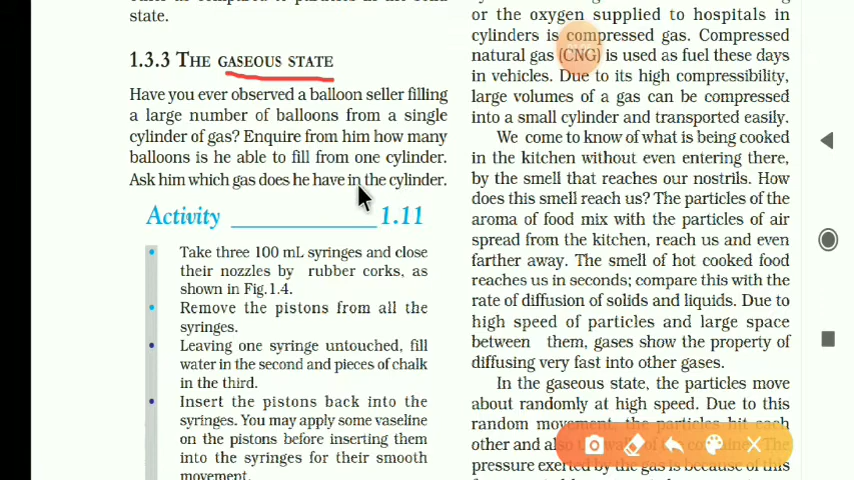 state.
1.3.3 THE GASEOUS STATE
Have you ever observed a balloon seller filling
a large number of balloons from a single
cylinder of gas? Enquire from him how many
balloons is he able to fill from one cylinder.
Ask him which gas does he have in the cylinder.
Activity ______________ 1.11
• Take three 100 mL syringes and close
their nozzles by rubber corks, as
shown in Fig.1.4.
• Remove the pistons from all the
syringes.
• Leaving one syringe untouched, fill
water in the second and pieces of chalk
in the third.
• Insert the pistons back into the
syringes. You may apply some vaseline
on the pistons before inserting them
into the syringes for their smooth
movement.
or the oxygen supplied to hospitals in
cylinders is compressed gas. Compressed
natural gas (CNG) is used as fuel these days
in vehicles. Due to its high compressibility,
large volumes of a gas can be compressed
into a small cylinder and transported easily.
We come to know of what is being cooked
in the kitchen without even entering there,
by the smell that reaches our nostrils. How
does this smell reach us? The particles of the
aroma of food mix with the particles of air
spread from the kitchen, reach us and even
farther away. The smell of hot cooked food
reaches us in seconds; compare this with the
rate of diffusion of solids and liquids. Due to
high speed of particles and large space
between them, gases show the property of
diffusing very fast into other gases.
In the gaseous state, the particles move
about randomly at high speed. Due to this
random movement, the particles hit each
other and also the
pressure exerted by the gas is because of this